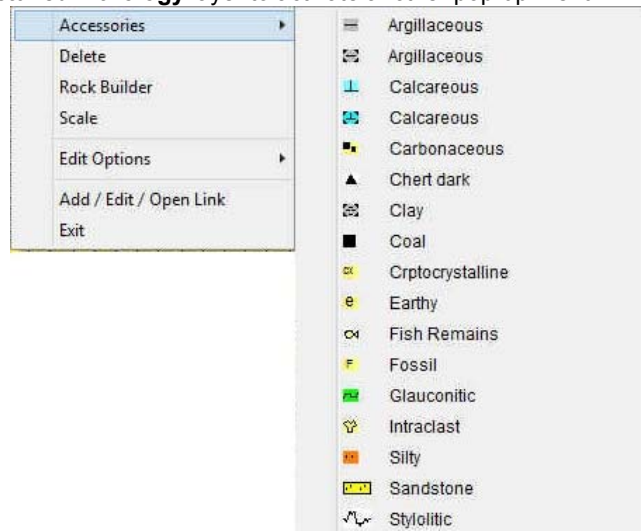 Accessories
Delete
Rock Builder
Scale
Edit Options
Add / Edit / Open Link
Exit
Argillaceous
Argillaceous
Calcareous
Calcareous
Carbonaceous
Chert dark
Clay
Coal
Crptocrystalline
Earthy
Fish Remains
Fossil
Glauconitic
Intraclast
Silty
Sandstone
Stylolitic